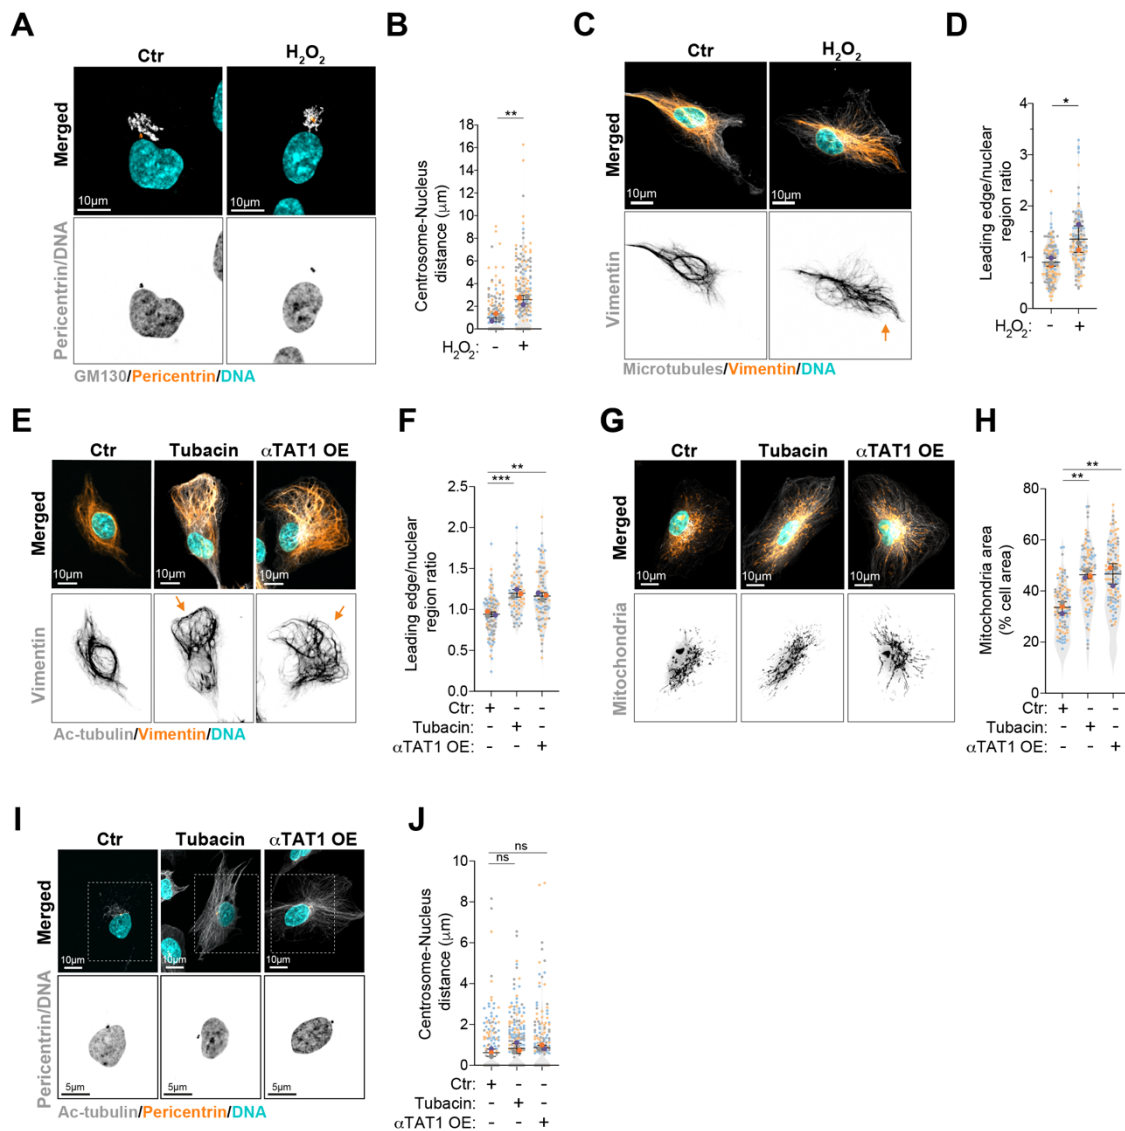 A
Ctr
H2O2
Merged
10µm
10µm
Pericentrin/DNA
GM130/Pericentrin/DNA
B
Centrosome-Nucleus
distance (µm)
18
16
14
12
10
8
6
4
2
0
**
H2O2: - +
C
Ctr
H2O2
Merged
10µm
10µm
Vimentin
Microtubules/Vimentin/DNA
D
Leading edge/nuclear
region ratio
4
3
2
1
0
*
H2O2: - +
E
Ctr
Tubacin
αTAT1 OE
Merged
10µm
10µm
10µm
Vimentin
Ac-tubulin/Vimentin/DNA
F
Leading edge/nuclear
region ratio
2.5
2.0
1.5
1.0
0.5
0.0
**
***
Ctr: + - -
Tubacin: - + -
αTAT1 OE: - - +
G
Ctr
Tubacin
αTAT1 OE
Merged
10µm
10µm
10µm
Mitochondria
H
Mitochondria area
(% cell area)
80
60
40
20
0
**
**
Ctr: + - -
Tubacin: - + -
αTAT1 OE: - - +
I
Ctr
Tubacin
αTAT1 OE
Merged
10µm
10µm
10µm
Pericentrin/DNA
5µm
5µm
5µm
Ac-tubulin/Pericentrin/DNA
J
Centrosome-Nucleus
distance (µm)
10
8
6
4
2
0
ns
ns
Ctr: + - -
Tubacin: - + -
αTAT1 OE: - - +